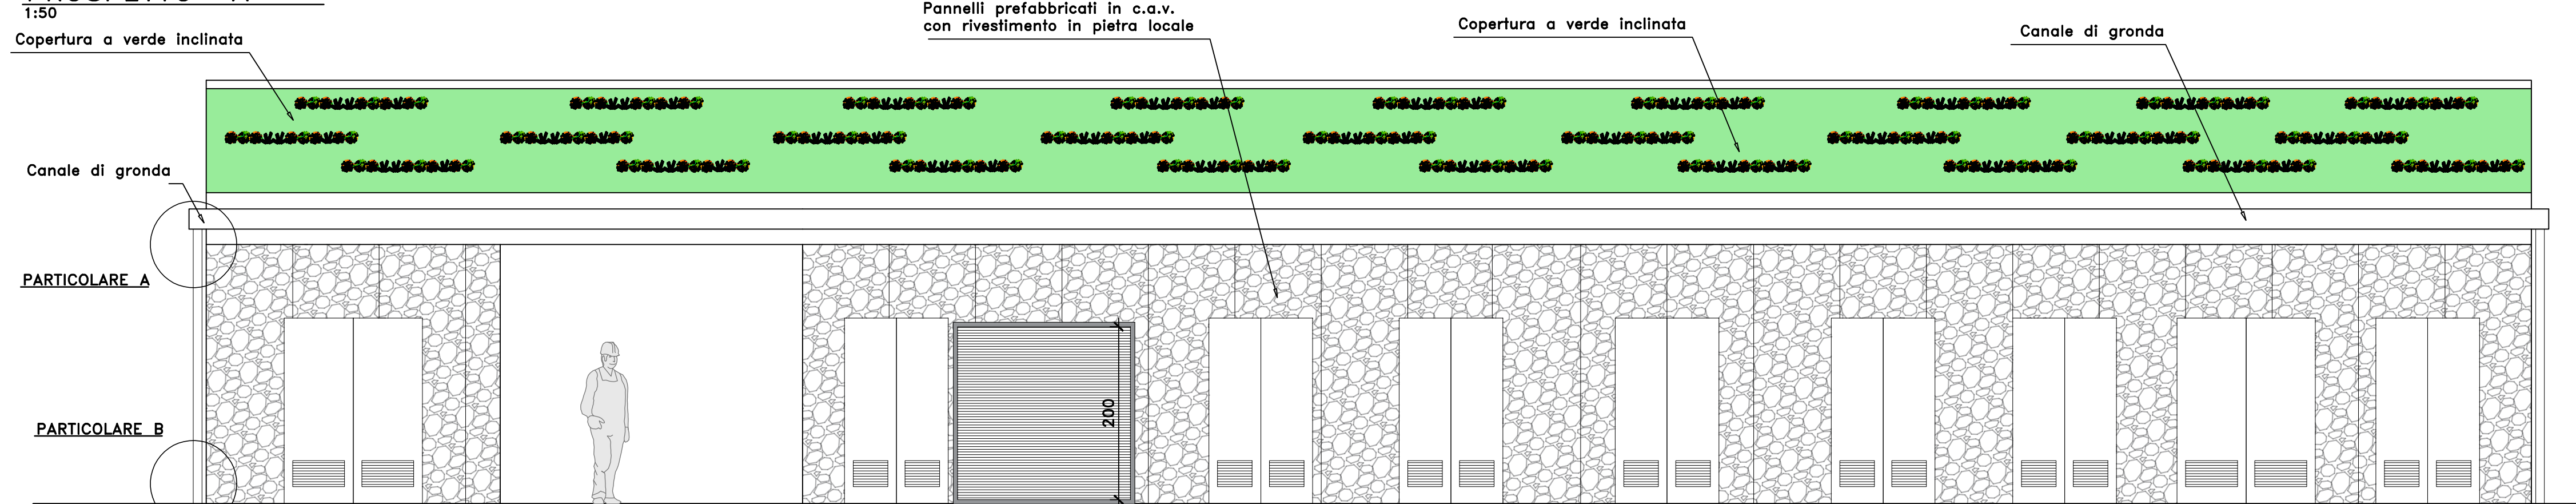 1:50
Copertura a verde inclinata
Pannelli prefabbricati in c.a.v.
con rivestimento in pietra locale
Copertura a verde inclinata
Canale di gronda
Canale di gronda
PARTICOLARE A
PARTICOLARE B
200